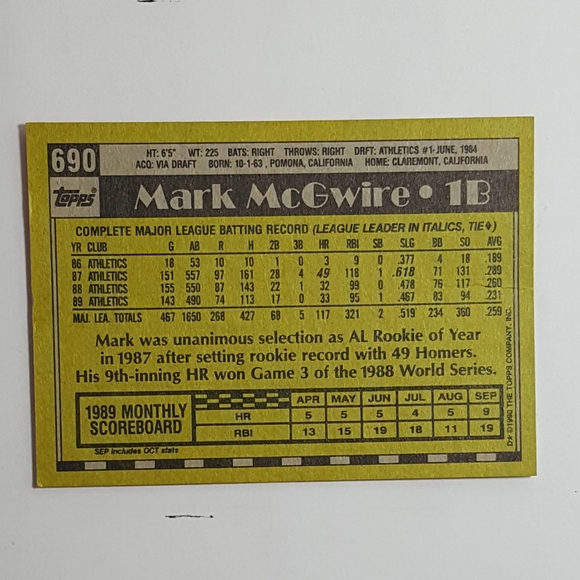 690
HT: 6'5" WT: 225 BATS: RIGHT THROWS: RIGHT DRFT: ATHLETICS #1-JUNE, 1984
ACQ: VIA DRAFT BORN: 10-1-63, POMONA, CALIFORNIA HOME: CLAREMONT, CALIFORNIA
Topps®
Mark McGwire • 1B
COMPLETE MAJOR LEAGUE BATTING RECORD (LEAGUE LEADER IN ITALICS, TIE♦)
YR CLUB G AB R H 2B 3B HR RBI SB SLG BB SO AVG
86 ATHLETICS 18 53 10 10 1 0 3 9 0 .377 4 18 .189
87 ATHLETICS 151 557 97 161 28 4 49 118 1 .618 71 131 .289
88 ATHLETICS 155 550 87 143 22 1 32 99 0 .478 76 117 .260
89 ATHLETICS 143 490 74 113 17 0 33 95 1 .467 83 94 .231
MAJ. LEA. TOTALS 467 1650 268 427 68 5 117 321 2 .519 234 360 .259
Mark was unanimous selection as AL Rookie of Year
in 1987 after setting rookie record with 49 Homers.
His 9th-inning HR won Game 3 of the 1988 World Series.
1989 MONTHLY
SCOREBOARD
APR MAY JUN JUL AUG SEP
HR 5 5 5 4 5 9
RBI 13 15 19 18 11 19
SEP includes OCT stats
D* © 1990 THE TOPPS COMPANY, INC.